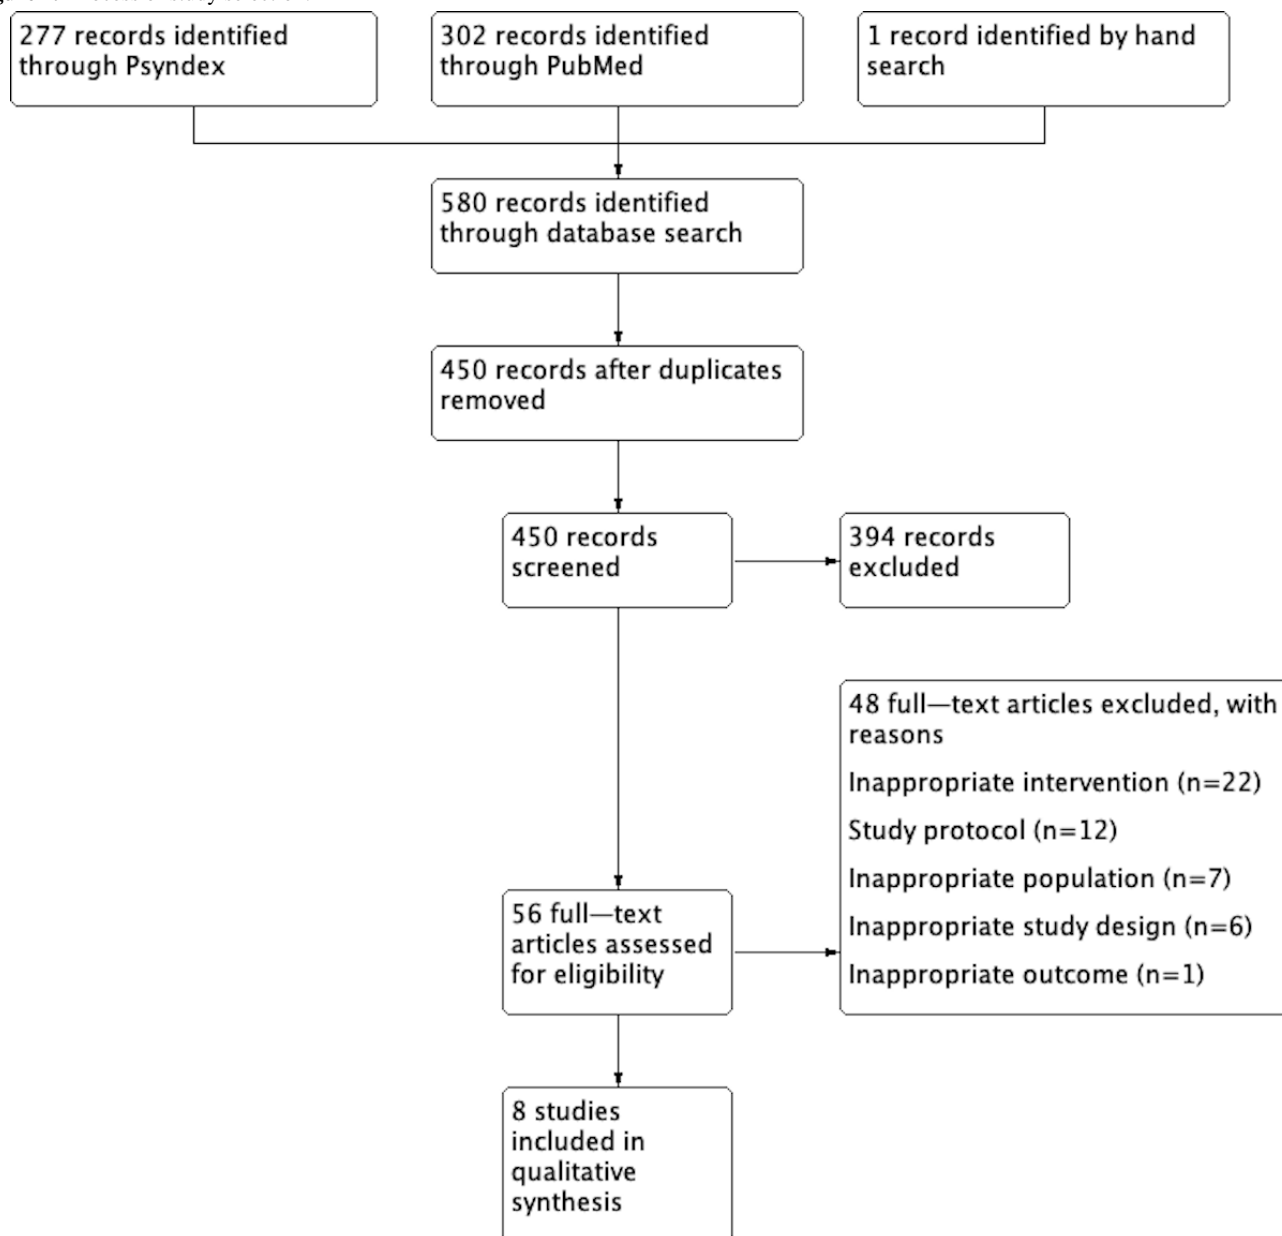 277 records identified
through Psyndex
302 records identified
through PubMed
1 record identified by hand
search
580 records identified
through database search
450 records after duplicates
removed
450 records
screened
394 records
excluded
48 full—text articles excluded, with
reasons
Inappropriate intervention (n=22)
Study protocol (n=12)
Inappropriate population (n=7)
Inappropriate study design (n=6)
Inappropriate outcome (n=1)
56 full—text
articles assessed
for eligibility
8 studies
included in
qualitative
synthesis